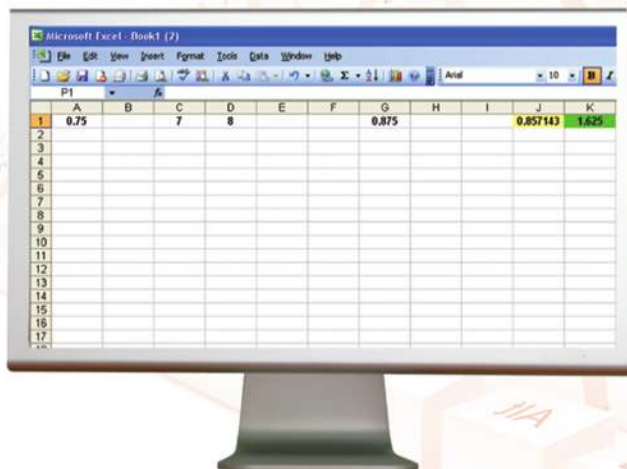 Microsoft Excel - Book1 (2)
File Edit View Insert Format Tools Data Window Help
Arial 10 B I
P1 fx
A B C D E F G H I J K
1 0.75 7 8 0.875 0.857143 1.625
2
3
4
5
6
7
8
9
10
11
12
13
14
15
16
17
JIA